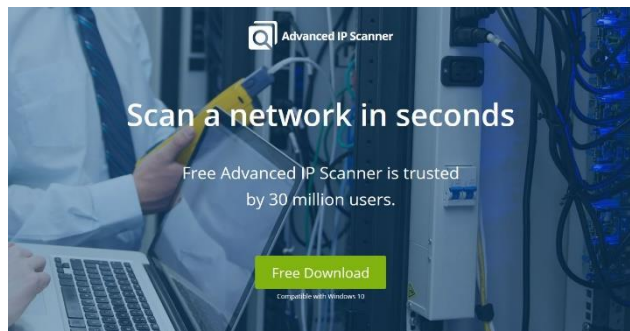 Advanced IP Scanner
Scan a network in seconds
Free Advanced IP Scanner is trusted
by 30 million users.
Free Download
Compatible with Windows 10